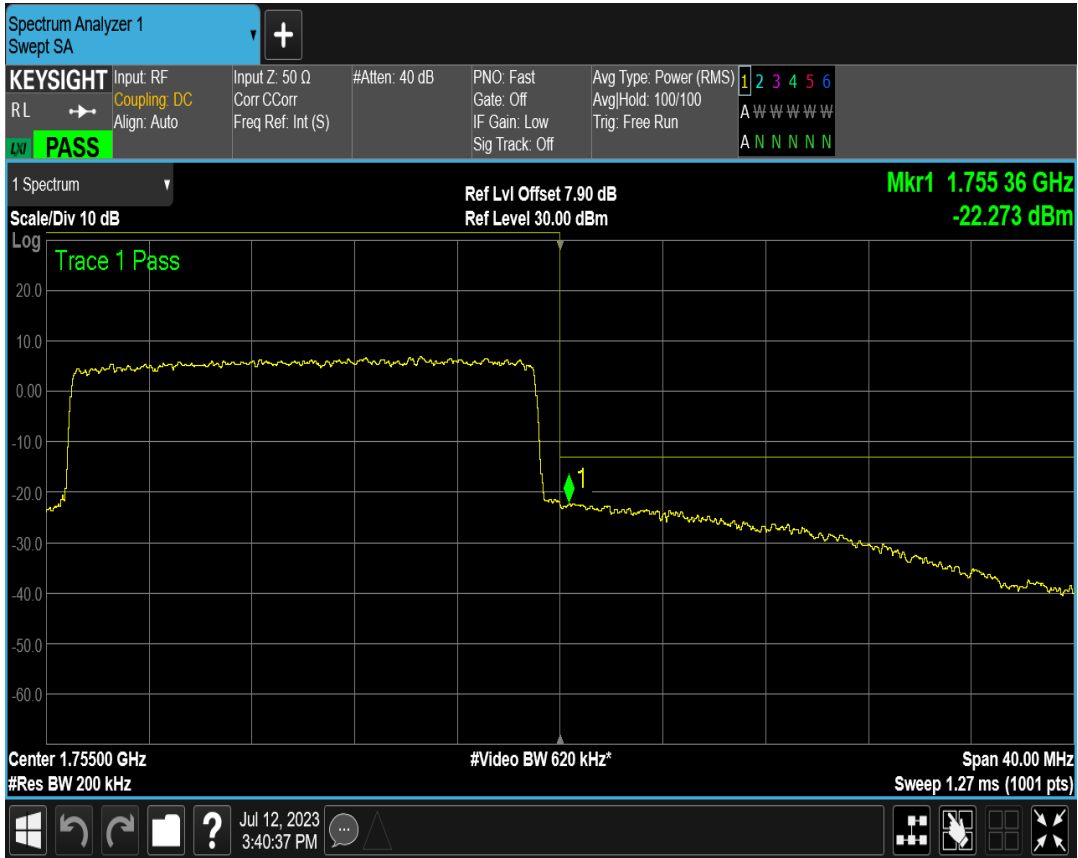 Spectrum Analyzer 1
Swept SA
KEYSIGHT
RL
LXI PASS
Input: RF
Coupling: DC
Align: Auto
Input Z: 50 Ω
Corr CCorr
Freq Ref: Int (S)
#Atten: 40 dB
PNO: Fast
Gate: Off
IF Gain: Low
Sig Track: Off
Avg Type: Power (RMS)
Avg|Hold: 100/100
Trig: Free Run
1 2 3 4 5 6
A W W W W W
A N N N N N
1 Spectrum
Scale/Div 10 dB
Ref Lvl Offset 7.90 dB
Ref Level 30.00 dBm
Mkr1 1.755 36 GHz
-22.273 dBm
Log
Trace 1 Pass
20.0
10.0
0.00
-10.0
1
-20.0
-30.0
-40.0
-50.0
-60.0
Center 1.75500 GHz
#Res BW 200 kHz
#Video BW 620 kHz*
Span 40.00 MHz
Sweep 1.27 ms (1001 pts)
?
Jul 12, 2023
3:40:37 PM